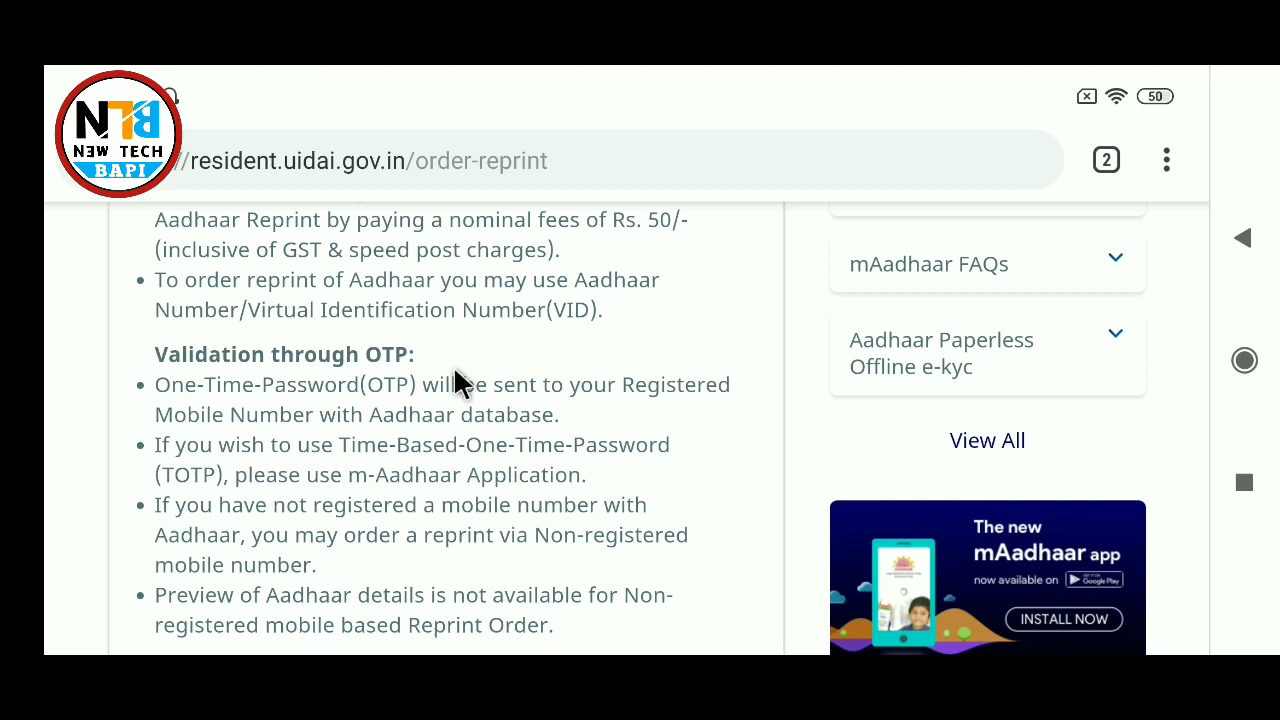 50
NTB
NEW TECH
BAPI
//resident.uidai.gov.in/order-reprint
2
Aadhaar Reprint by paying a nominal fees of Rs. 50/-
(inclusive of GST & speed post charges).
To order reprint of Aadhaar you may use Aadhaar
Number/Virtual Identification Number(VID).
Validation through OTP:
One-Time-Password(OTP) will be sent to your Registered
Mobile Number with Aadhaar database.
If you wish to use Time-Based-One-Time-Password
(TOTP), please use m-Aadhaar Application.
If you have not registered a mobile number with
Aadhaar, you may order a reprint via Non-registered
mobile number.
Preview of Aadhaar details is not available for Non-
registered mobile based Reprint Order.
mAadhaar FAQs
Aadhaar Paperless
Offline e-kyc
View All
The new
mAadhaar app
now available on
GET IT ON
Google Play
INSTALL NOW